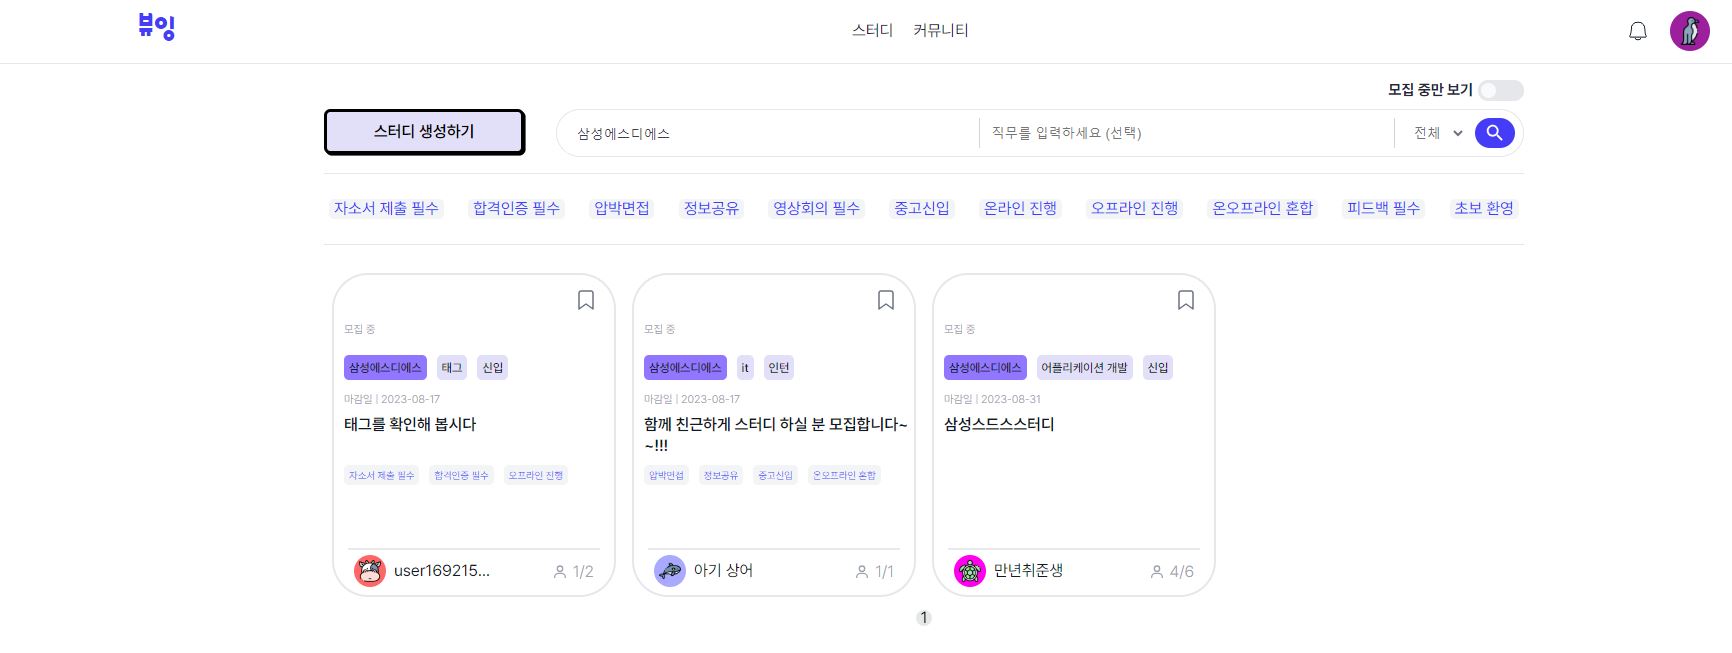 뷰잉
스터디 커뮤니티
모집 중만 보기
스터디 생성하기
삼성에스디에스 직무를 입력하세요 (선택) 전체
자소서 제출 필수 합격인증 필수 압박면접 정보공유 영상회의 필수 중고신입 온라인 진행 오프라인 진행 온오프라인 혼합 피드백 필수 초보 환영
모집 중
삼성에스디에스 태그 신입
마감일 | 2023-08-17
태그를 확인해 봅시다
자소서 제출 필수 합격인증 필수 오프라인 진행
user169215... 1/2
모집 중
삼성에스디에스 it 인턴
마감일 | 2023-08-17
함께 친근하게 스터디 하실 분 모집합니다~
~!!!
압박면접 정보공유 중고신입 온오프라인 혼합
아기 상어 1/1
모집 중
삼성에스디에스 어플리케이션 개발 신입
마감일 | 2023-08-31
삼성스드스스터디
만년취준생 4/6
1